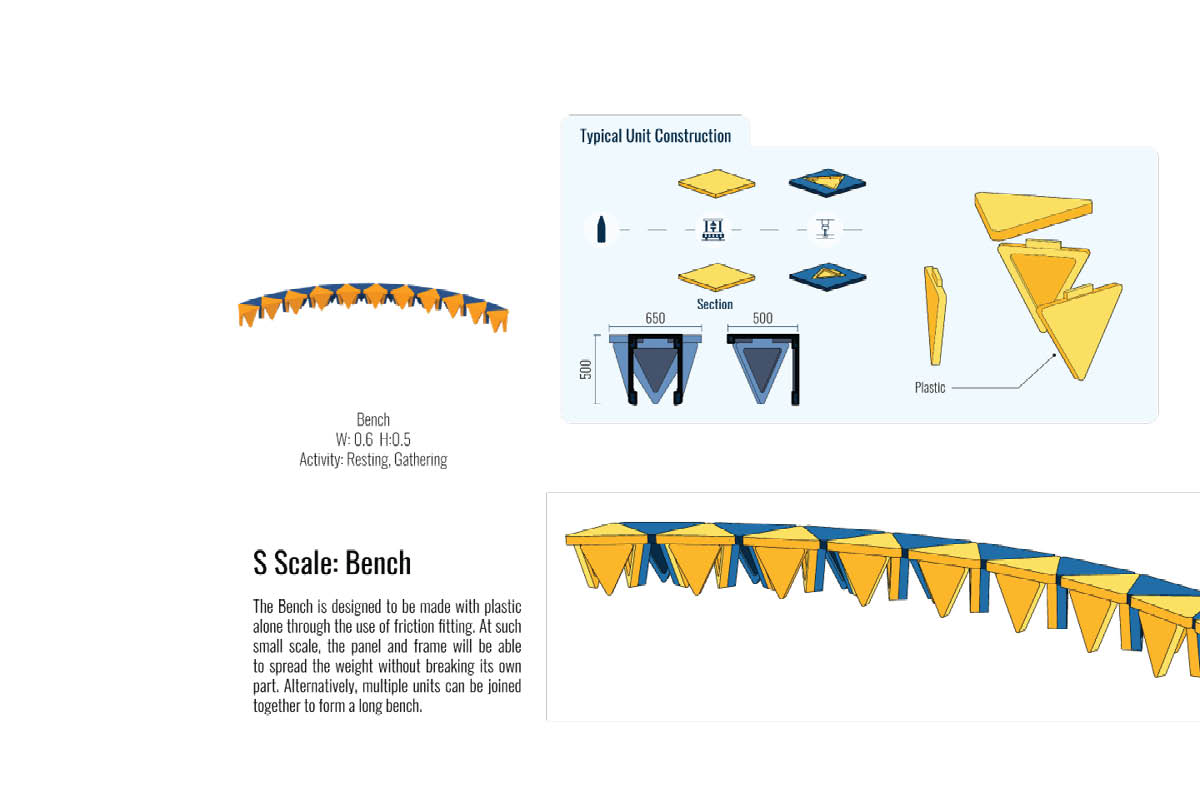 Typical Unit Construction
Section
650
500
500
Plastic
Bench
W: 0.6 H:0.5
Activity: Resting, Gathering
S Scale: Bench
The Bench is designed to be made with plastic
alone through the use of friction fitting. At such
small scale, the panel and frame will be able
to spread the weight without breaking its own
part. Alternatively, multiple units can be joined
together to form a long bench.